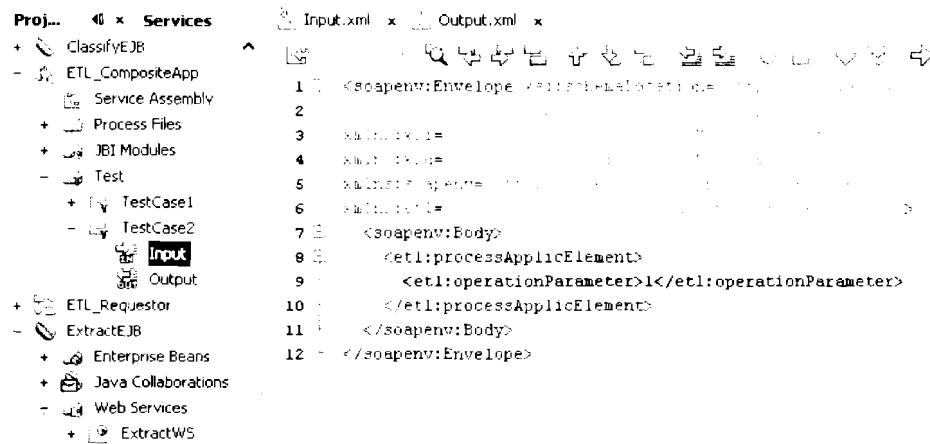 Proj... Services
ClassifyEJB
ETL_CompositeApp
Service Assembly
Process Files
JBI Modules
Test
TestCase1
TestCase2
Input
Output
ETL_Requestor
ExtractEJB
Enterprise Beans
Java Collaborations
Web Services
ExtractWS
Input.xml x Output.xml x
1 <soapenv:Envelope
2
3
4
5
6
7 <soapenv:Body>
8 <etl:processApplicElement>
9 <etl:operationParameter>1</etl:operationParameter>
10 </etl:processApplicElement>
11 </soapenv:Body>
12 </soapenv:Envelope>